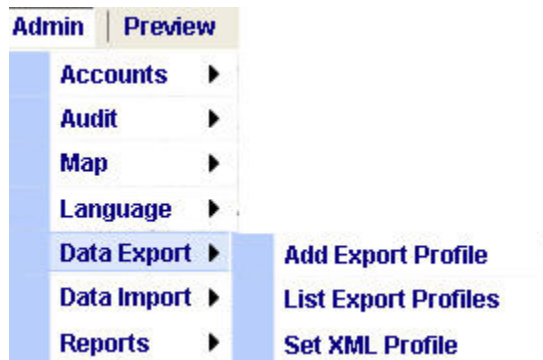 Admin | Preview
Accounts
Audit
Map
Language
Data Export
Add Export Profile
Data Import
List Export Profiles
Reports
Set XML Profile